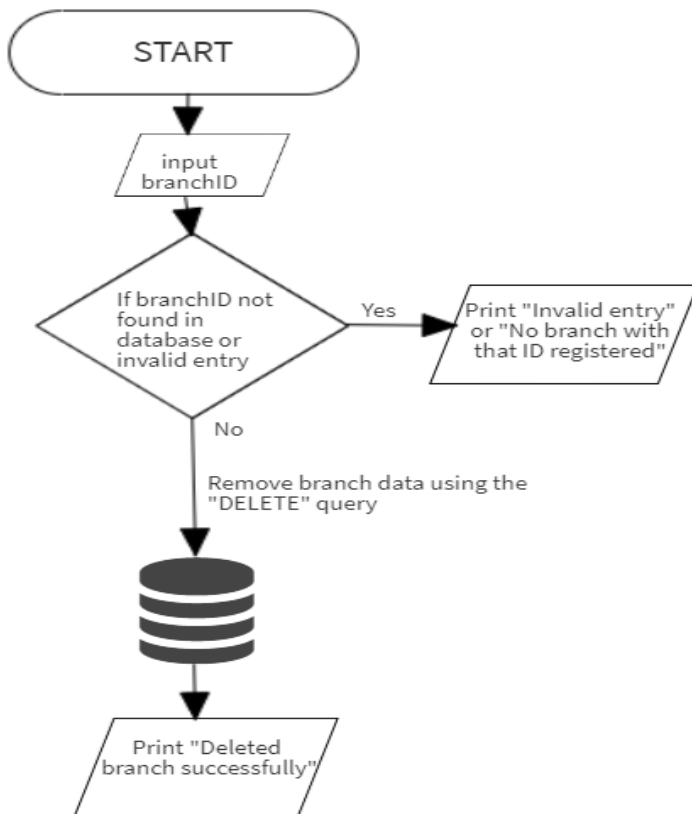 START
input
branchID
If branchID not
found in
database or
invalid entry
Yes
Print "Invalid entry"
or "No branch with
that ID registered"
No
Remove branch data using the
"DELETE" query
Print "Deleted
branch successfully"